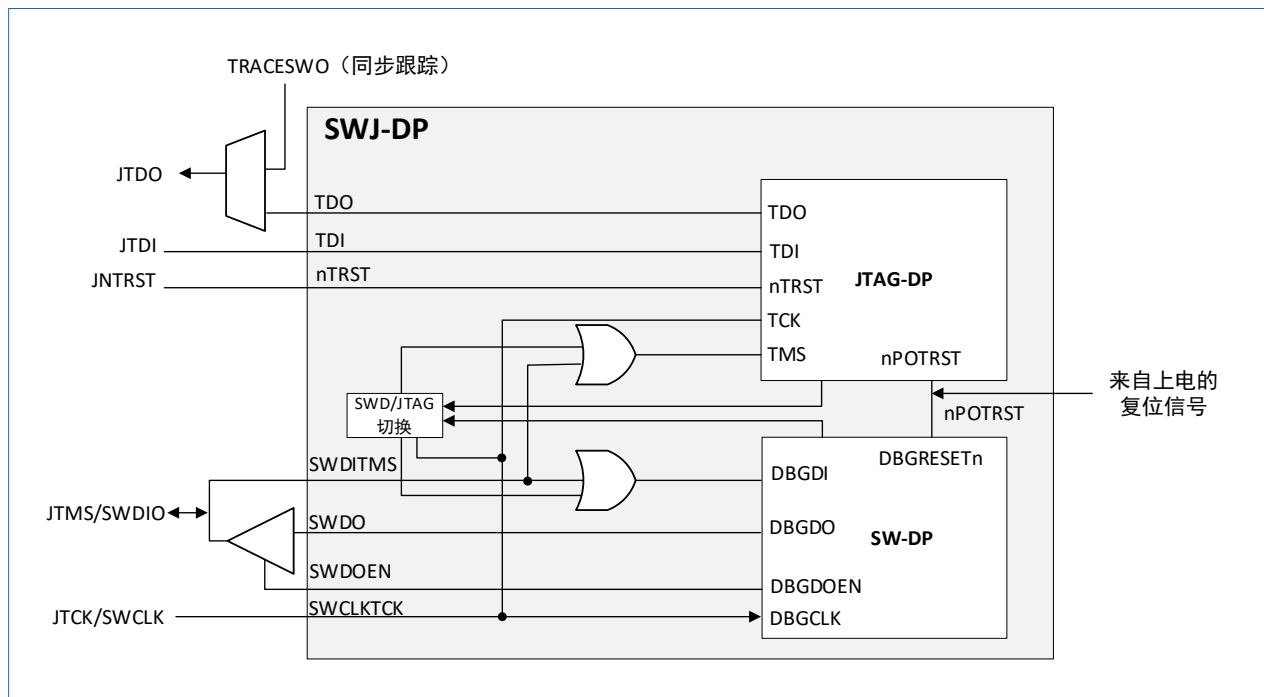 TRACESWO（同步跟踪）
SWJ-DP
JTDO
TDO
TDO
JTDI
TDI
TDI
JNTRST
nTRST
nTRST
JTAG-DP
TCK
TMS
nPOTRST
来自上电的
复位信号
nPOTRST
SWD/JTAG
切换
DBGRESETn
SWDITMS
DBGDI
JTMS/SWDIO
SWDO
DBGDO
SW-DP
SWDOEN
DBGDOEN
JTCK/SWCLK
SWCLKTCK
DBGCLK